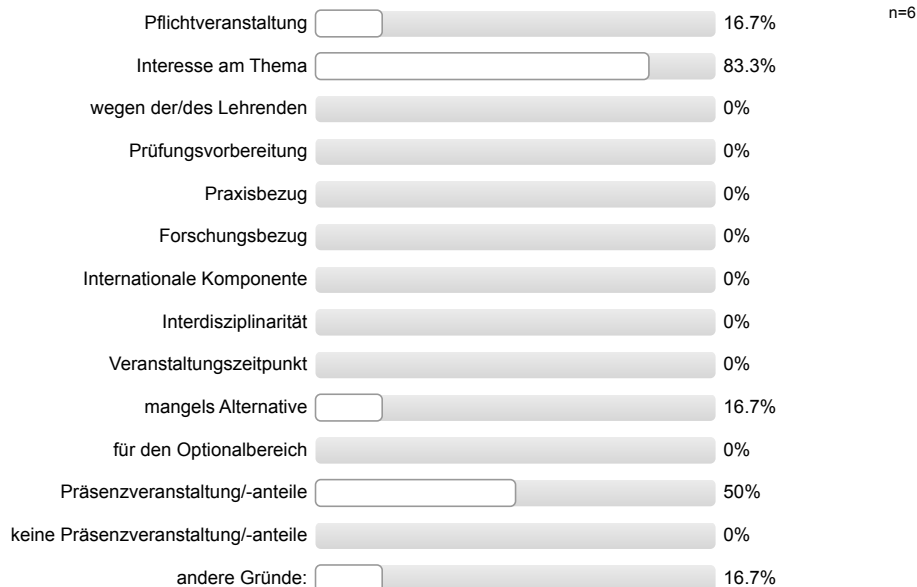 n=6
Pflichtveranstaltung 16.7%
Interesse am Thema 83.3%
wegen der/des Lehrenden 0%
Prüfungsvorbereitung 0%
Praxisbezug 0%
Forschungsbezug 0%
Internationale Komponente 0%
Interdisziplinarität 0%
Veranstaltungszeitpunkt 0%
mangels Alternative 16.7%
für den Optionalbereich 0%
Präsenzveranstaltung/-anteile 50%
keine Präsenzveranstaltung/-anteile 0%
andere Gründe: 16.7%